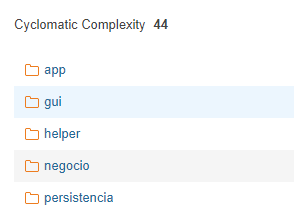 Cyclomatic Complexity 44
app
gui
helper
negocio
persistencia